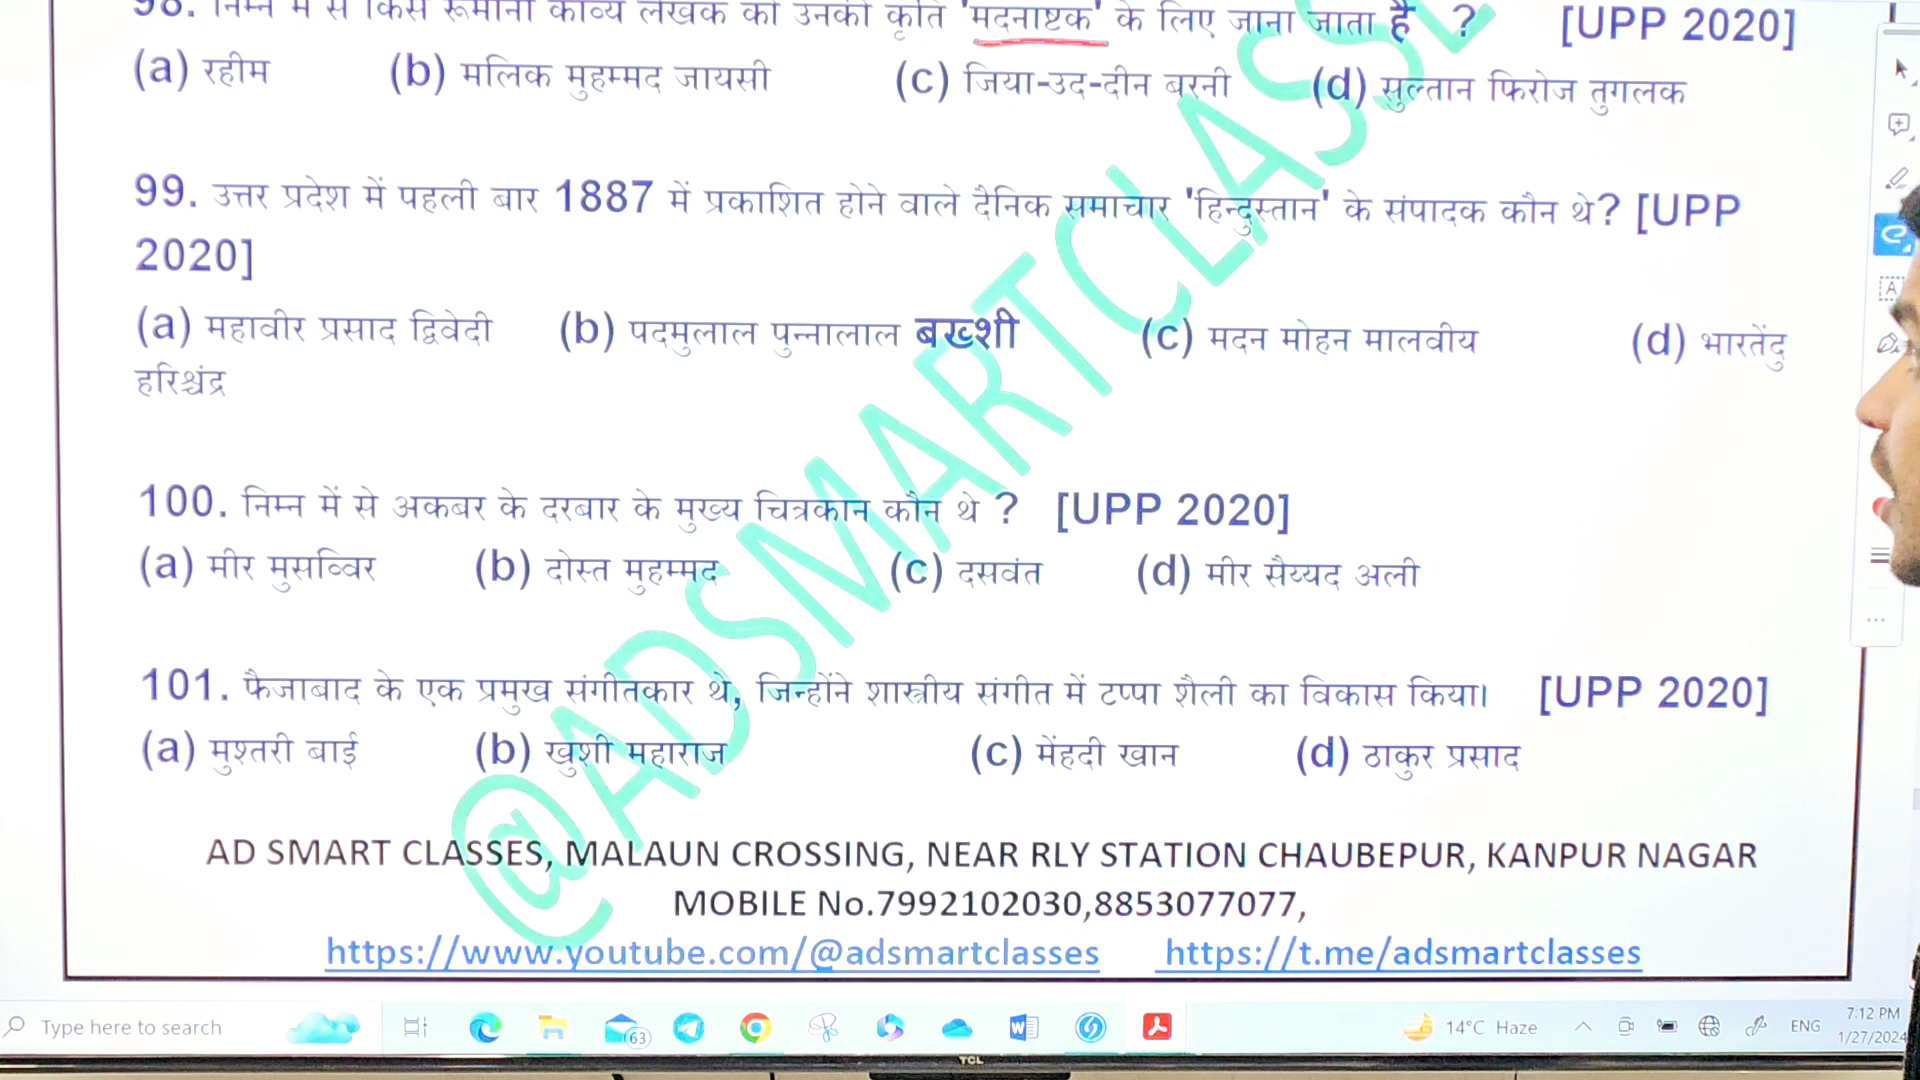 98. निम्न में से किस रूमानी काव्य लेखक को उनकी कृति 'मदनाष्टक' के लिए जाना जाता है ? [UPP 2020]
(a) रहीम (b) मलिक मुहम्मद जायसी (c) जिया-उद-दीन बरनी (d) सुल्तान फिरोज तुगलक
99. उत्तर प्रदेश में पहली बार 1887 में प्रकाशित होने वाले दैनिक समाचार 'हिन्दुस्तान' के संपादक कौन थे? [UPP
2020]
(a) महावीर प्रसाद द्विवेदी (b) पदमुलाल पुन्नालाल बख्शी (c) मदन मोहन मालवीय (d) भारतेंदु
हरिश्चंद्र
100. निम्न में से अकबर के दरबार के मुख्य चित्रकान कौन थे ? [UPP 2020]
(a) मीर मुसव्विर (b) दोस्त मुहम्मद (c) दसवंत (d) मीर सैय्यद अली
101. फैजाबाद के एक प्रमुख संगीतकार थे, जिन्होंने शास्त्रीय संगीत में टप्पा शैली का विकास किया। [UPP 2020]
(a) मुश्तरी बाई (b) खुशी महाराज (c) मेंहदी खान (d) ठाकुर प्रसाद
@ADSMARTCLASSE
AD SMART CLASSES, MALAUN CROSSING, NEAR RLY STATION CHAUBEPUR, KANPUR NAGAR
MOBILE No.7992102030,8853077077,
https://www.youtube.com/@adsmartclasses https://t.me/adsmartclasses
Type here to search 63 14°C Haze ENG 7:12 PM
1/27/2024
TCL